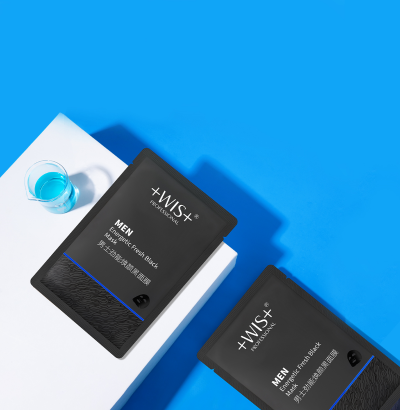 +WIS+®
PROFESSIONAL
MEN
Energetic Fresh Black
Mask
男士劲能焕颜黑面膜
+WIS+®
PROFESSIONAL
MEN
Energetic Fresh Black
Mask
男士劲能焕颜黑面膜